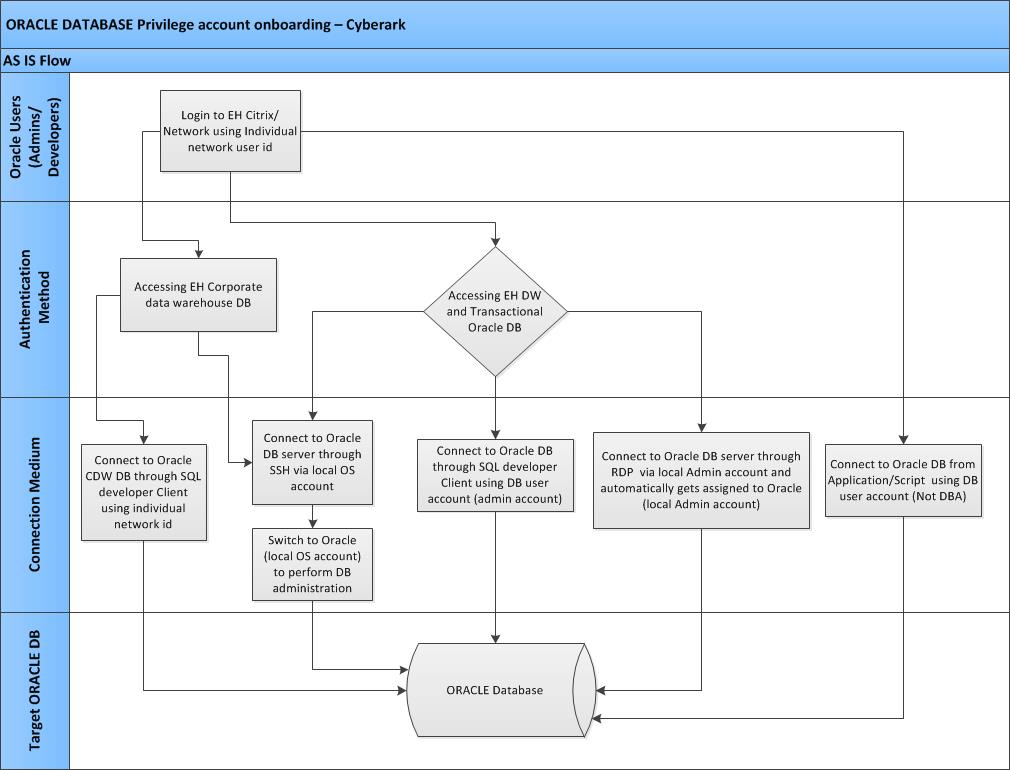 ORACLE DATABASE Privilege account onboarding – Cyberark
AS IS Flow
Oracle Users
(Admins/
Developers)
Login to EH Citrix/
Network using Individual
network user id
Authentication
Method
Accessing EH Corporate
data warehouse DB
Accessing EH DW
and Transactional
Oracle DB
Connection Medium
Connect to Oracle
CDW DB through SQL
developer Client
using individual
network id
Connect to Oracle
DB server through
SSH via local OS
account
Switch to Oracle
(local OS account)
to perform DB
administration
Connect to Oracle DB
through SQL developer
Client using DB user
account (admin account)
Connect to Oracle DB server through
RDP via local Admin account and
automatically gets assigned to Oracle
(local Admin account)
Connect to Oracle DB from
Application/Script using DB
user account (Not DBA)
Target ORACLE DB
ORACLE Database